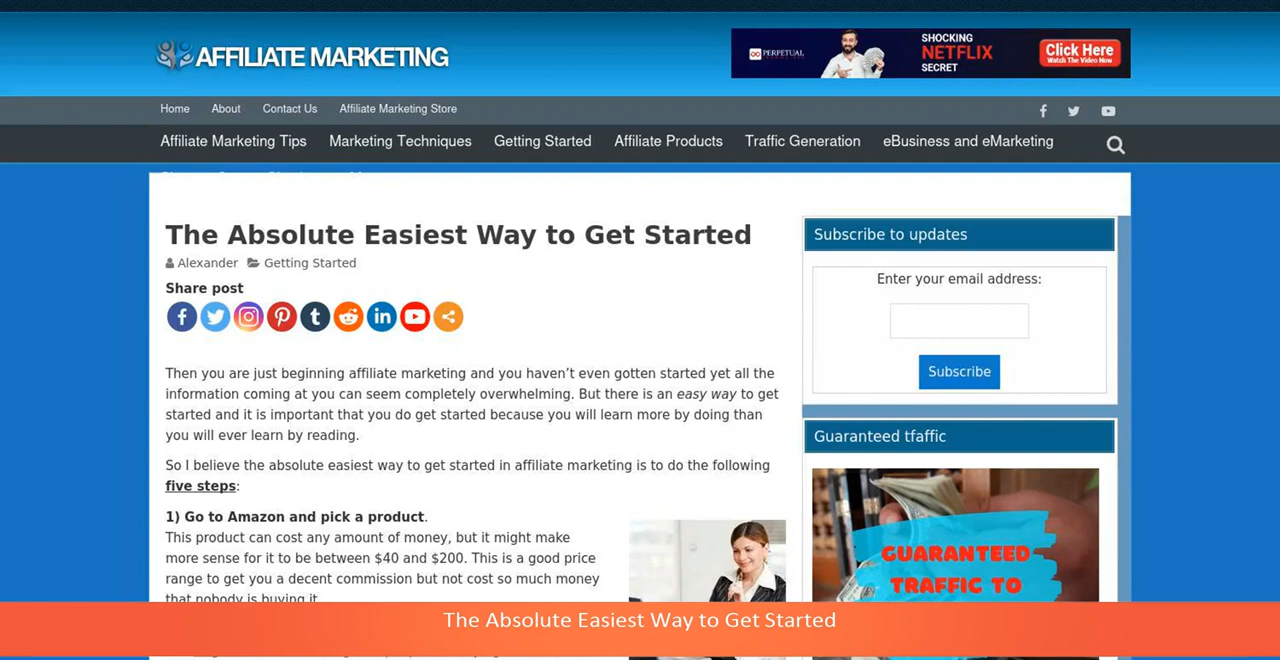 AFFILIATE MARKETING
PERPETUAL
SHOCKING
NETFLIX
SECRET
Click Here
Watch The Video Now
Home About Contact Us Affiliate Marketing Store
Affiliate Marketing Tips Marketing Techniques Getting Started Affiliate Products Traffic Generation eBusiness and eMarketing
The Absolute Easiest Way to Get Started
Alexander Getting Started
Share post
Then you are just beginning affiliate marketing and you haven’t even gotten started yet all the
information coming at you can seem completely overwhelming. But there is an easy way to get
started and it is important that you do get started because you will learn more by doing than
you will ever learn by reading.
So I believe the absolute easiest way to get started in affiliate marketing is to do the following
five steps:
1) Go to Amazon and pick a product.
This product can cost any amount of money, but it might make
more sense for it to be between $40 and $200. This is a good price
range to get you a decent commission but not cost so much money
that nobody is buying it
Subscribe to updates
Enter your email address:
Subscribe
Guaranteed tfaffic
GUARANTEED
TRAFFIC TO
The Absolute Easiest Way to Get Started